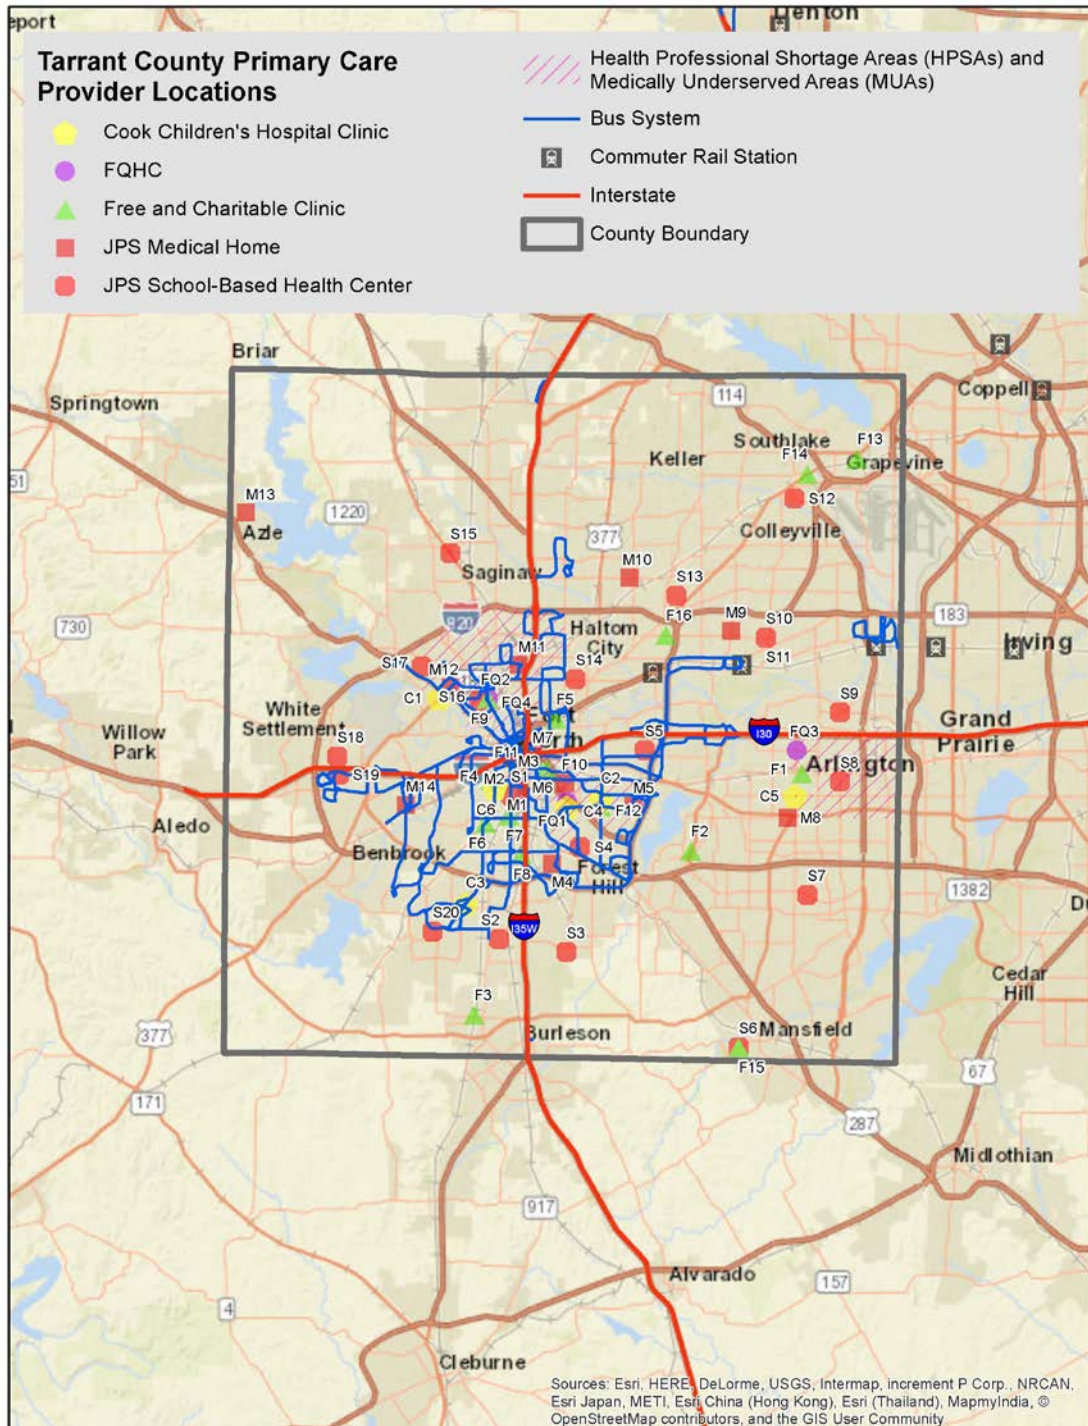 eport
Denton
Tarrant County Primary Care
Provider Locations
Cook Children's Hospital Clinic
FQHC
Free and Charitable Clinic
JPS Medical Home
JPS School-Based Health Center
Health Professional Shortage Areas (HPSAs) and
Medically Underserved Areas (MUAs)
Bus System
Commuter Rail Station
Interstate
County Boundary
Briar
Springtown
Coppell
114
Southlake
F13
Keller
F14
Grapevine
51
M13
S12
1220
Azle
Colleyville
S15
377
Saginaw
M10
S13
730
820
Haltom
City
F16
M9
S10
183
Irving
S11
M11
S14
S17
M12
FQ2
C1
S16
FQ4
F5
F9
White
Settlement
Willow
Park
Fort
M7
S9
Grand
Prairie
I30
FQ3
S5
F11
S18
M3
F10
F1
S8
Arlington
S19
F4
M2
S1
M6
C2
M5
C5
M14
M1
C6
C4
F12
M8
FQ1
Aledo
F6
F7
F2
S4
Benbrook
Forest
Hill
F8
M4
C3
S7
1382
S20
S2
I35W
S3
Cedar
Hill
F3
377
Burleson
S6
Mansfield
F15
67
171
287
Midlothian
917
Alvarado
157
4
Cleburne
Sources: Esri, HERE, DeLorme, USGS, Intermap, increment P Corp., NRCAN,
Esri Japan, METI, Esri China (Hong Kong), Esri (Thailand), MapmyIndia, ©
OpenStreetMap contributors, and the GIS User Community